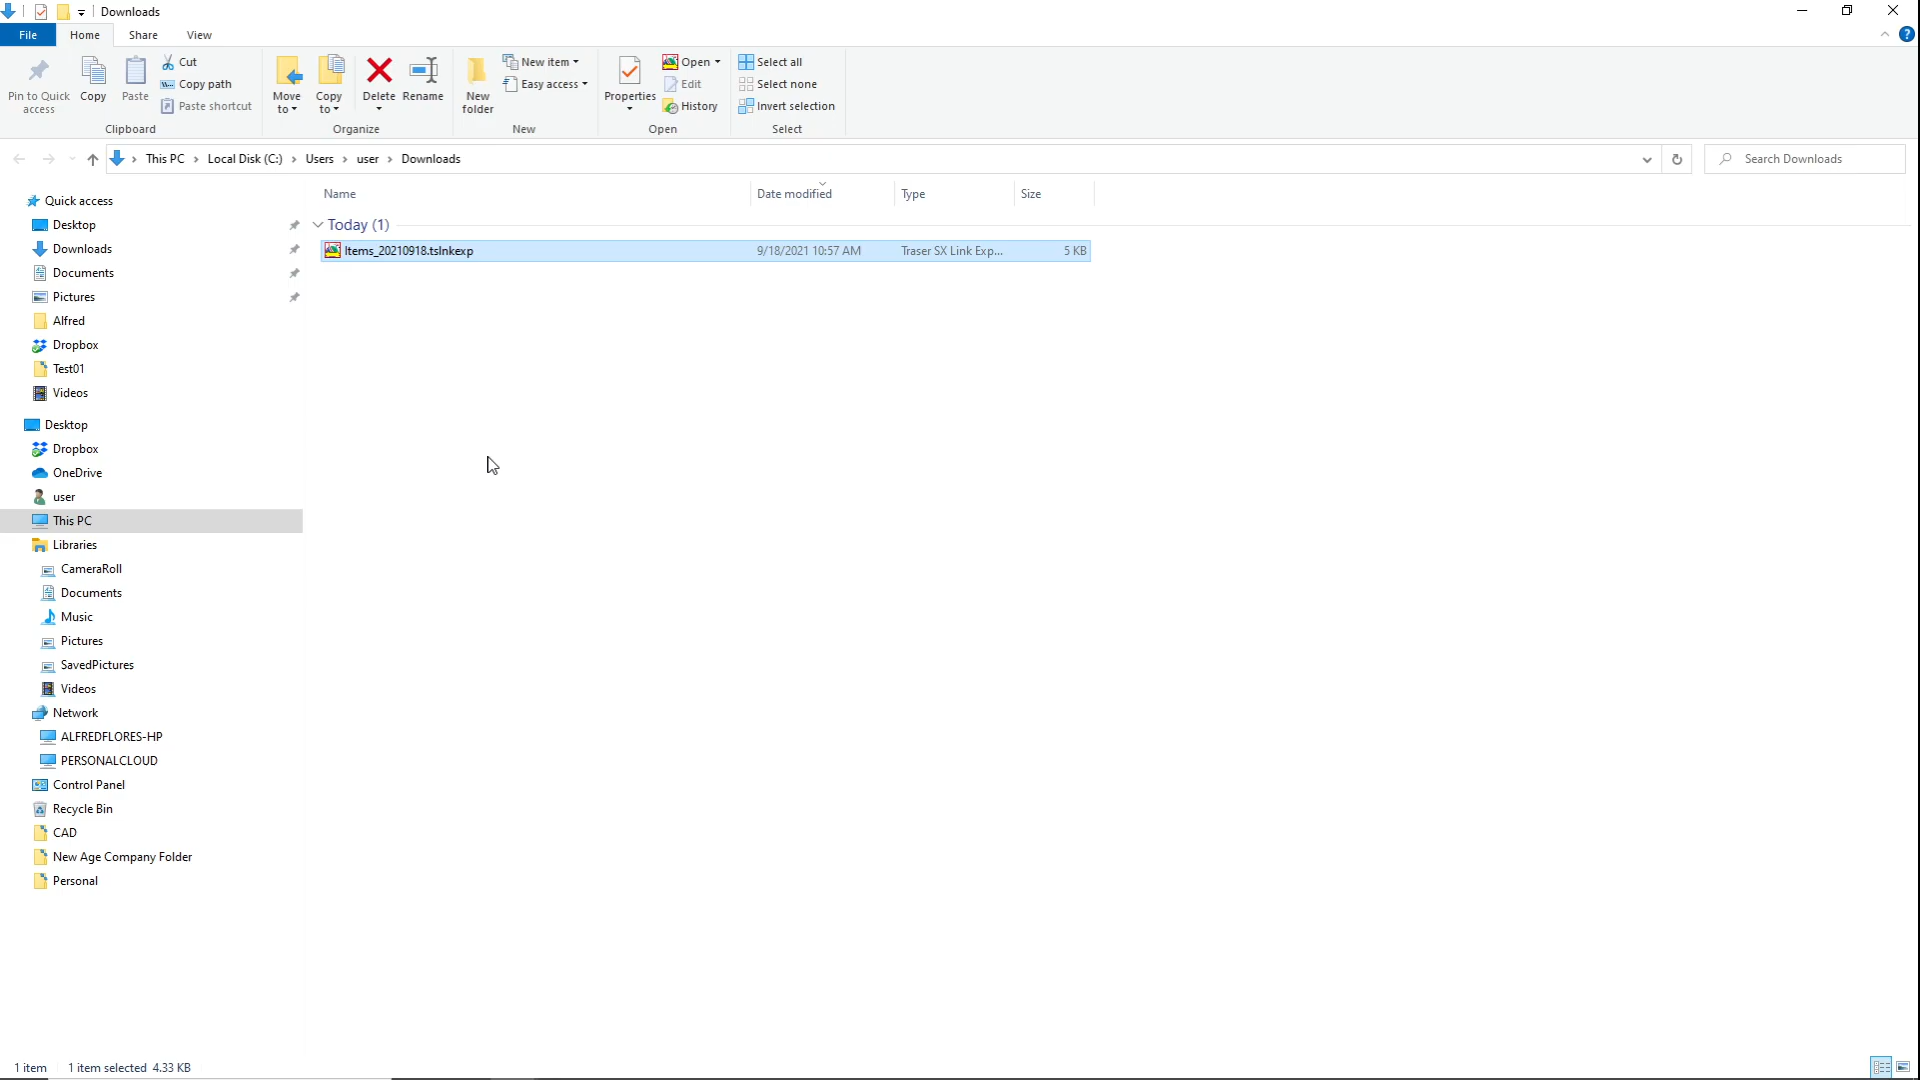 Downloads
File Home Share View
Pin to Quick access
Copy
Paste
Cut
Copy path
Paste shortcut
Clipboard
Move to
Copy to
Delete
Rename
Organize
New folder
New item
Easy access
New
Properties
Open
Edit
History
Open
Select all
Select none
Invert selection
Select
This PC > Local Disk (C:) > Users > user > Downloads
Search Downloads
Name Date modified Type Size
Today (1)
Items_20210918.tslnkexp 9/18/2021 10:57 AM Traser SX Link Exp... 5 KB
Quick access
Desktop
Downloads
Documents
Pictures
Alfred
Dropbox
Test01
Videos
Desktop
Dropbox
OneDrive
user
This PC
Libraries
CameraRoll
Documents
Music
Pictures
SavedPictures
Videos
Network
ALFREDFLORES-HP
PERSONALCLOUD
Control Panel
Recycle Bin
CAD
New Age Company Folder
Personal
1 item 1 item selected 4.33 KB